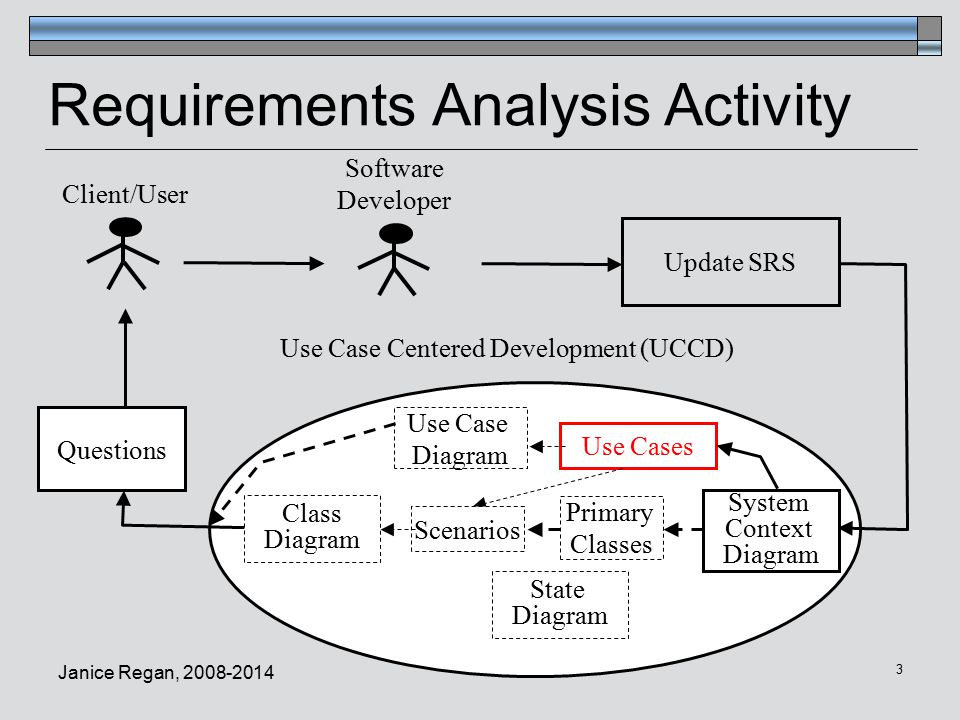 Requirements Analysis Activity
Software
Developer
Client/User
Update SRS
Use Case Centered Development (UCCD)
Questions
Use Case
Diagram
Use Cases
Class
Diagram
Scenarios
Primary
Classes
System
Context
Diagram
State
Diagram
Janice Regan, 2008-2014
3